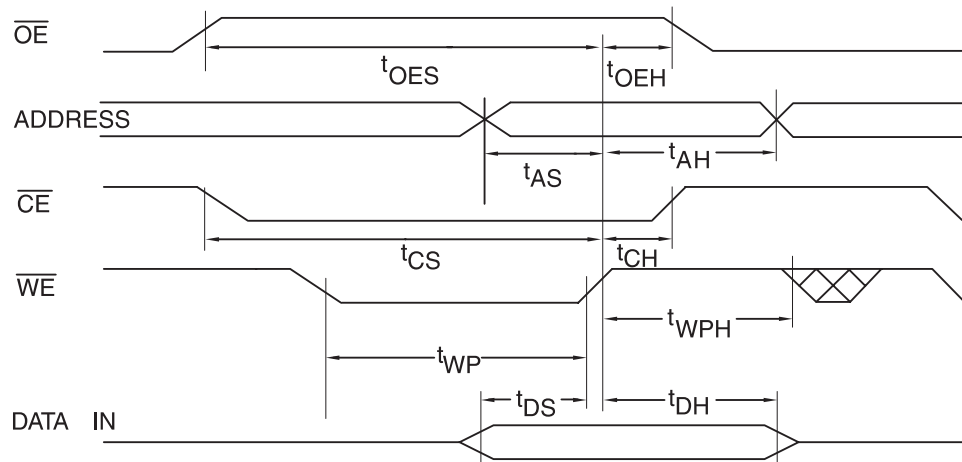 OE
tOES
tOEH
ADDRESS
tAS
tAH
CE
tCS
tCH
WE
tWPH
tWP
tDS
tDH
DATA IN